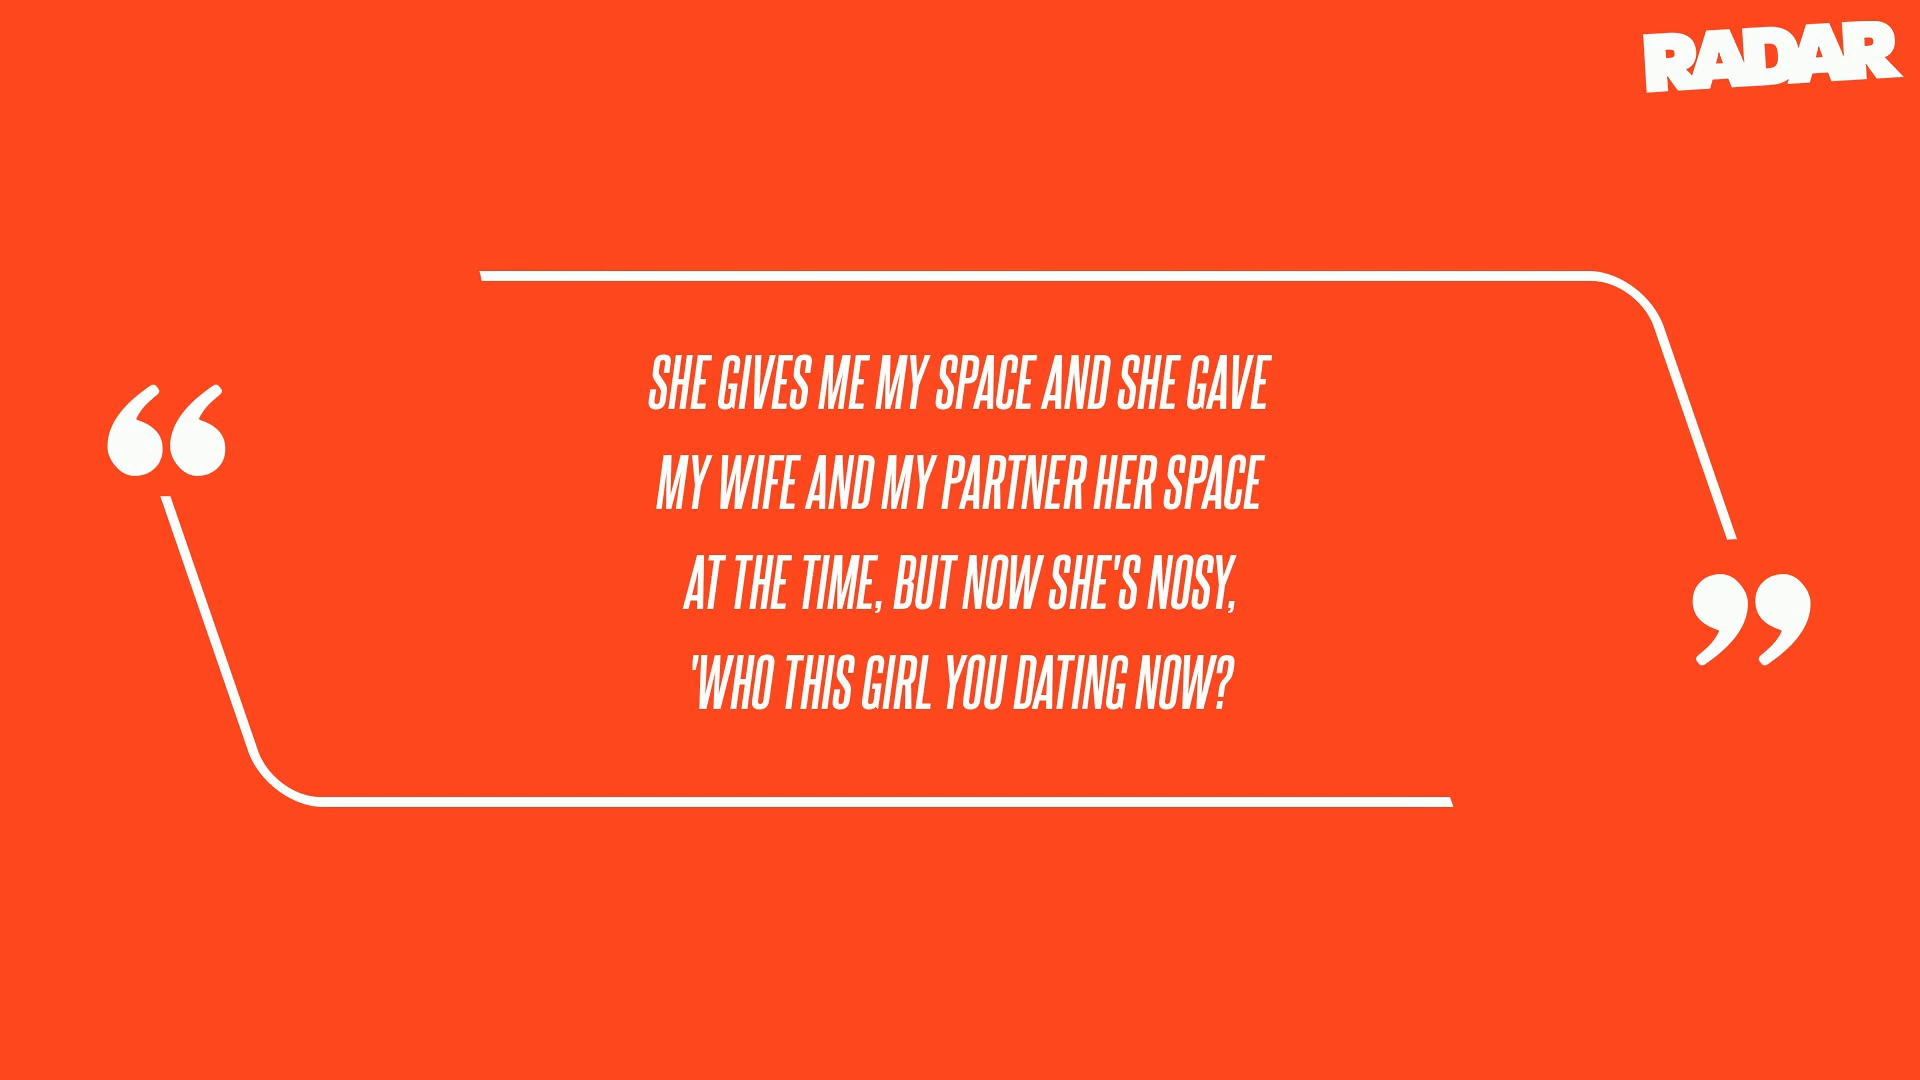 RADAR
“
SHE GIVES ME MY SPACE AND SHE GAVE
MY WIFE AND MY PARTNER HER SPACE
AT THE TIME, BUT NOW SHE'S NOSY,
'WHO THIS GIRL YOU DATING NOW?
”